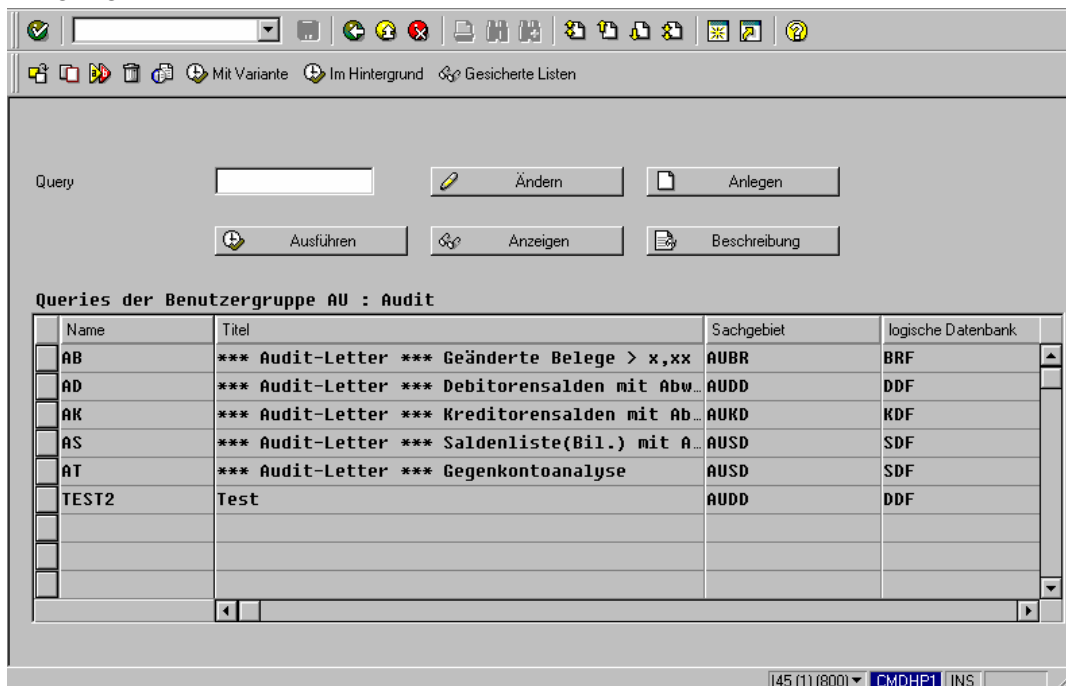 Mit Variante Im Hintergrund Gesicherte Listen
Query Ändern Anlegen
Ausführen Anzeigen Beschreibung
Queries der Benutzergruppe AU : Audit
Name Titel Sachgebiet logische Datenbank
AB *** Audit-Letter *** Geänderte Belege > x,xx AUBR BRF
AD *** Audit-Letter *** Debitorensalden mit Abw… AUDD DDF
AK *** Audit-Letter *** Kreditorensalden mit Ab… AUKD KDF
AS *** Audit-Letter *** Saldenliste(Bil.) mit A… AUSD SDF
AT *** Audit-Letter *** Gegenkontoanalyse AUSD SDF
TEST2 Test AUDD DDF
I45 (1) (800) CMDHP1 INS